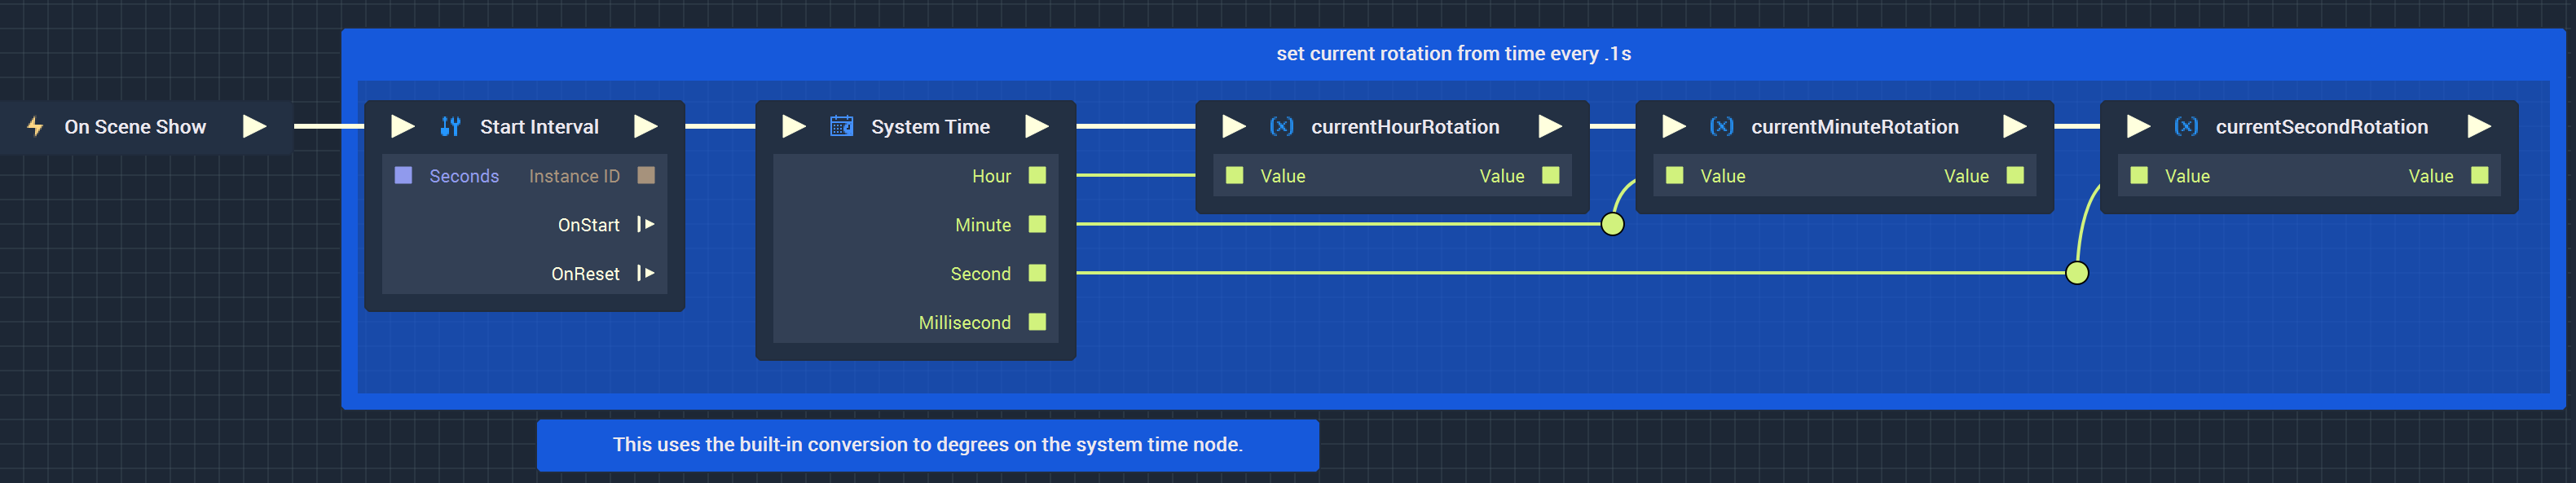 set current rotation from time every .1s
On Scene Show
Start Interval
Seconds
Instance ID
OnStart
OnReset
System Time
Hour
Minute
Second
Millisecond
currentHourRotation
Value
Value
currentMinuteRotation
Value
Value
currentSecondRotation
Value
Value
This uses the built-in conversion to degrees on the system time node.